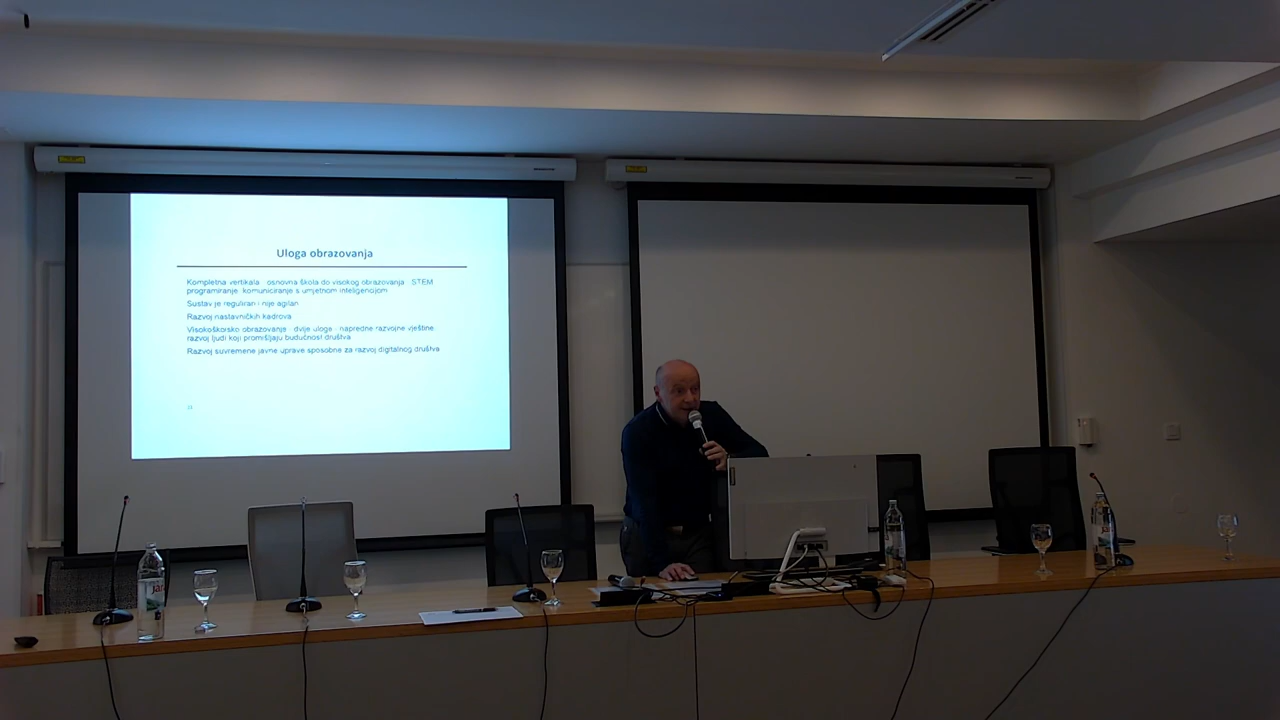 Uloga obrazovanja
Kompletna vertikala - osnovna škola do visokog obrazovanja - STEM
programiranje, komuniciranje s umjetnom inteligencijom
Sustav je reguliran i nije agilan
Razvoj nastavničkih kadrova
Visokoškolsko obrazovanje - dvije uloge - napredne razvojne vještine,
razvoj ljudi koji promišljaju budućnost društva
Razvoj suvremene javne uprave sposobne za razvoj digitalnog društva